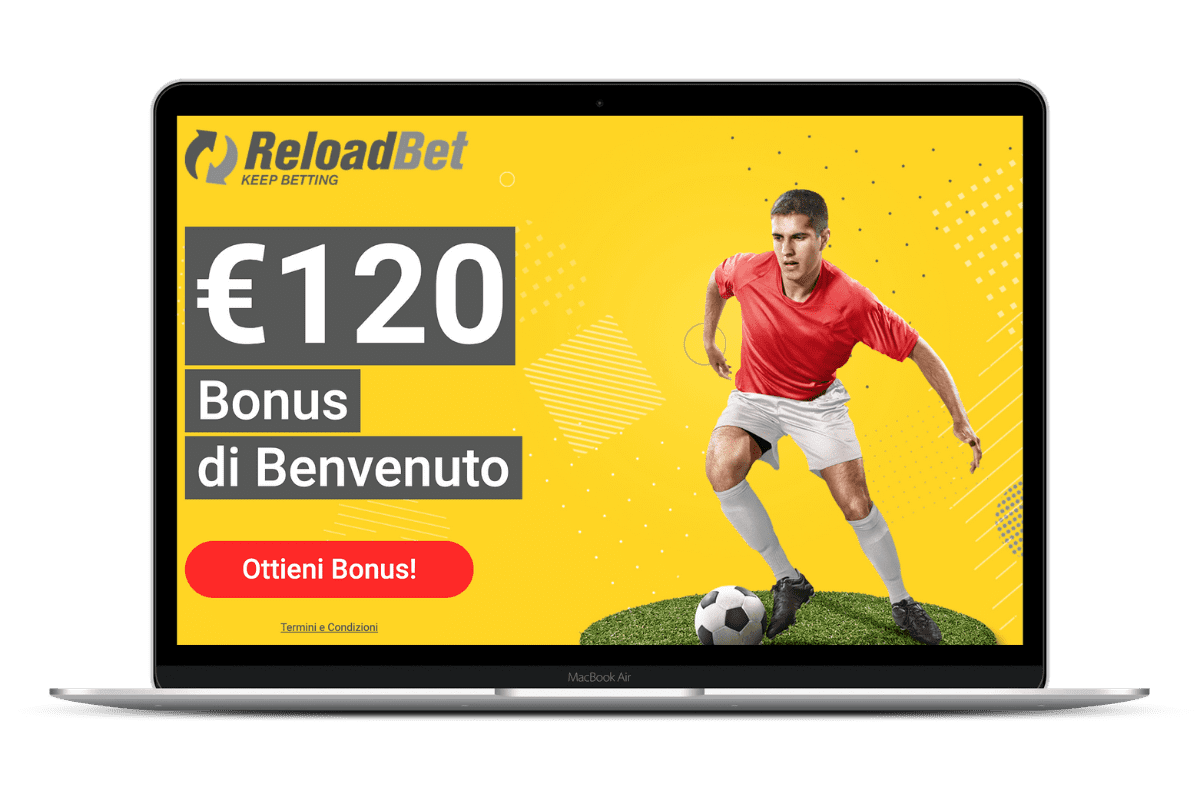 ReloadBet
KEEP BETTING
€120
Bonus
di Benvenuto
Ottieni Bonus!
Termini e Condizioni
MacBook Air